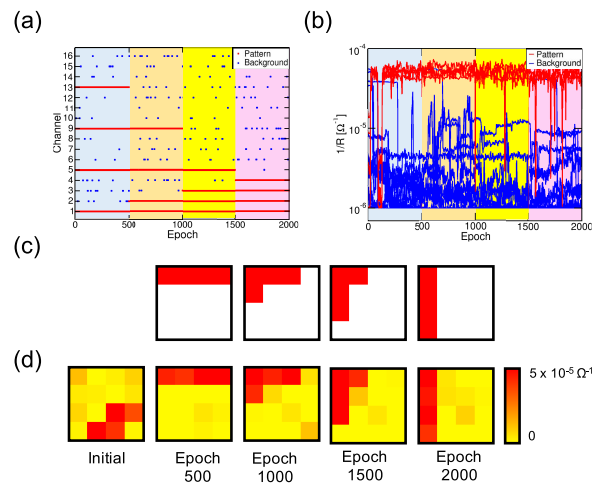 (a)
(b)
Pattern
Background
16
15
14
13
12
11
10
9
8
7
6
5
4
3
2
1
Channel
0
500
1000
1500
2000
Epoch
Pattern
Background
10⁻⁴
10⁻⁵
10⁻⁶
1/R [Ω⁻¹]
0
500
1000
1500
2000
Epoch
(c)
(d)
5 x 10⁻⁵ Ω⁻¹
0
Initial
Epoch
500
Epoch
1000
Epoch
1500
Epoch
2000